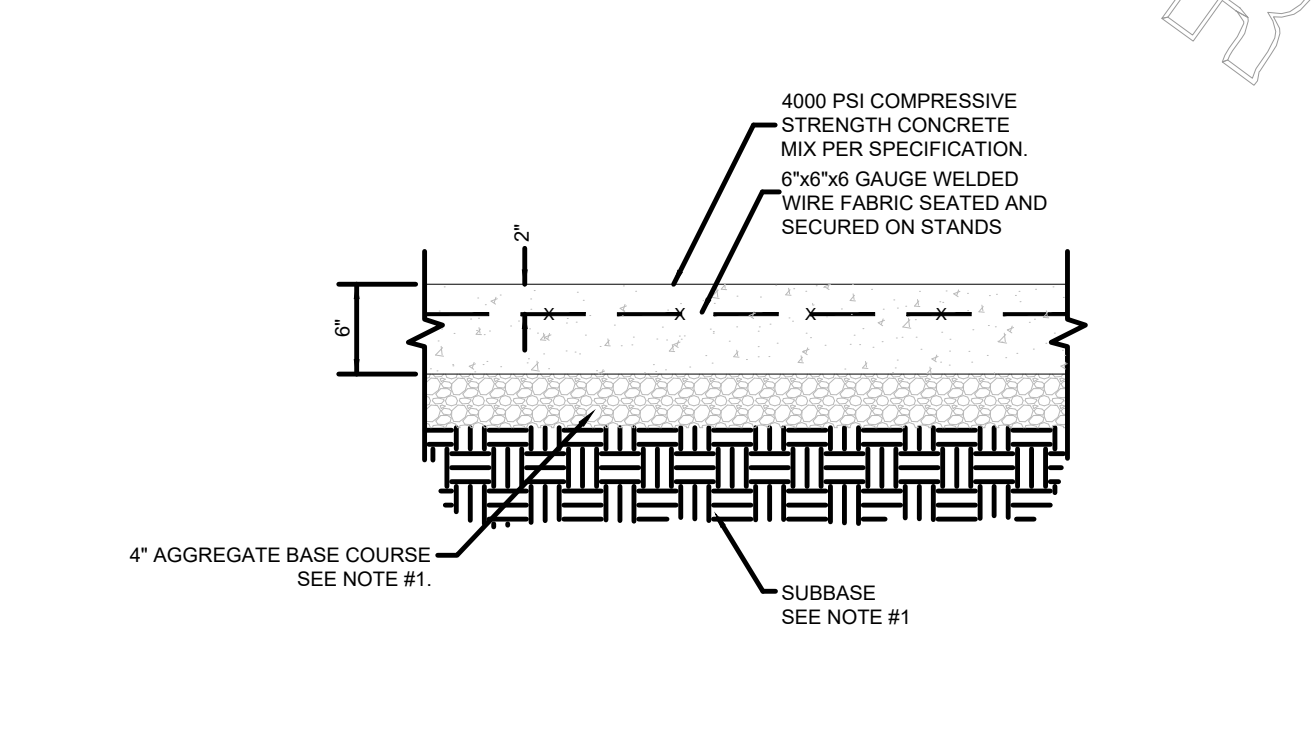 4000 PSI COMPRESSIVE
STRENGTH CONCRETE
MIX PER SPECIFICATION.
6"x6"x6 GAUGE WELDED
WIRE FABRIC SEATED AND
SECURED ON STANDS
2"
6"
X
X
X
X
4" AGGREGATE BASE COURSE
SEE NOTE #1.
SUBBASE
SEE NOTE #1
R